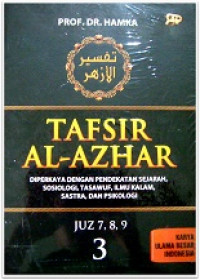 PROF. DR. HAMKA
تفسير
الأزهر
TAFSIR
AL-AZHAR
DIPERKAYA DENGAN PENDEKATAN SEJARAH,
SOSIOLOGI, TASAWUF, ILMU KALAM,
SASTRA, DAN PSIKOLOGI
JUZ 7, 8, 9
3
KARYA
ULAMA BESAR
INDONESIA